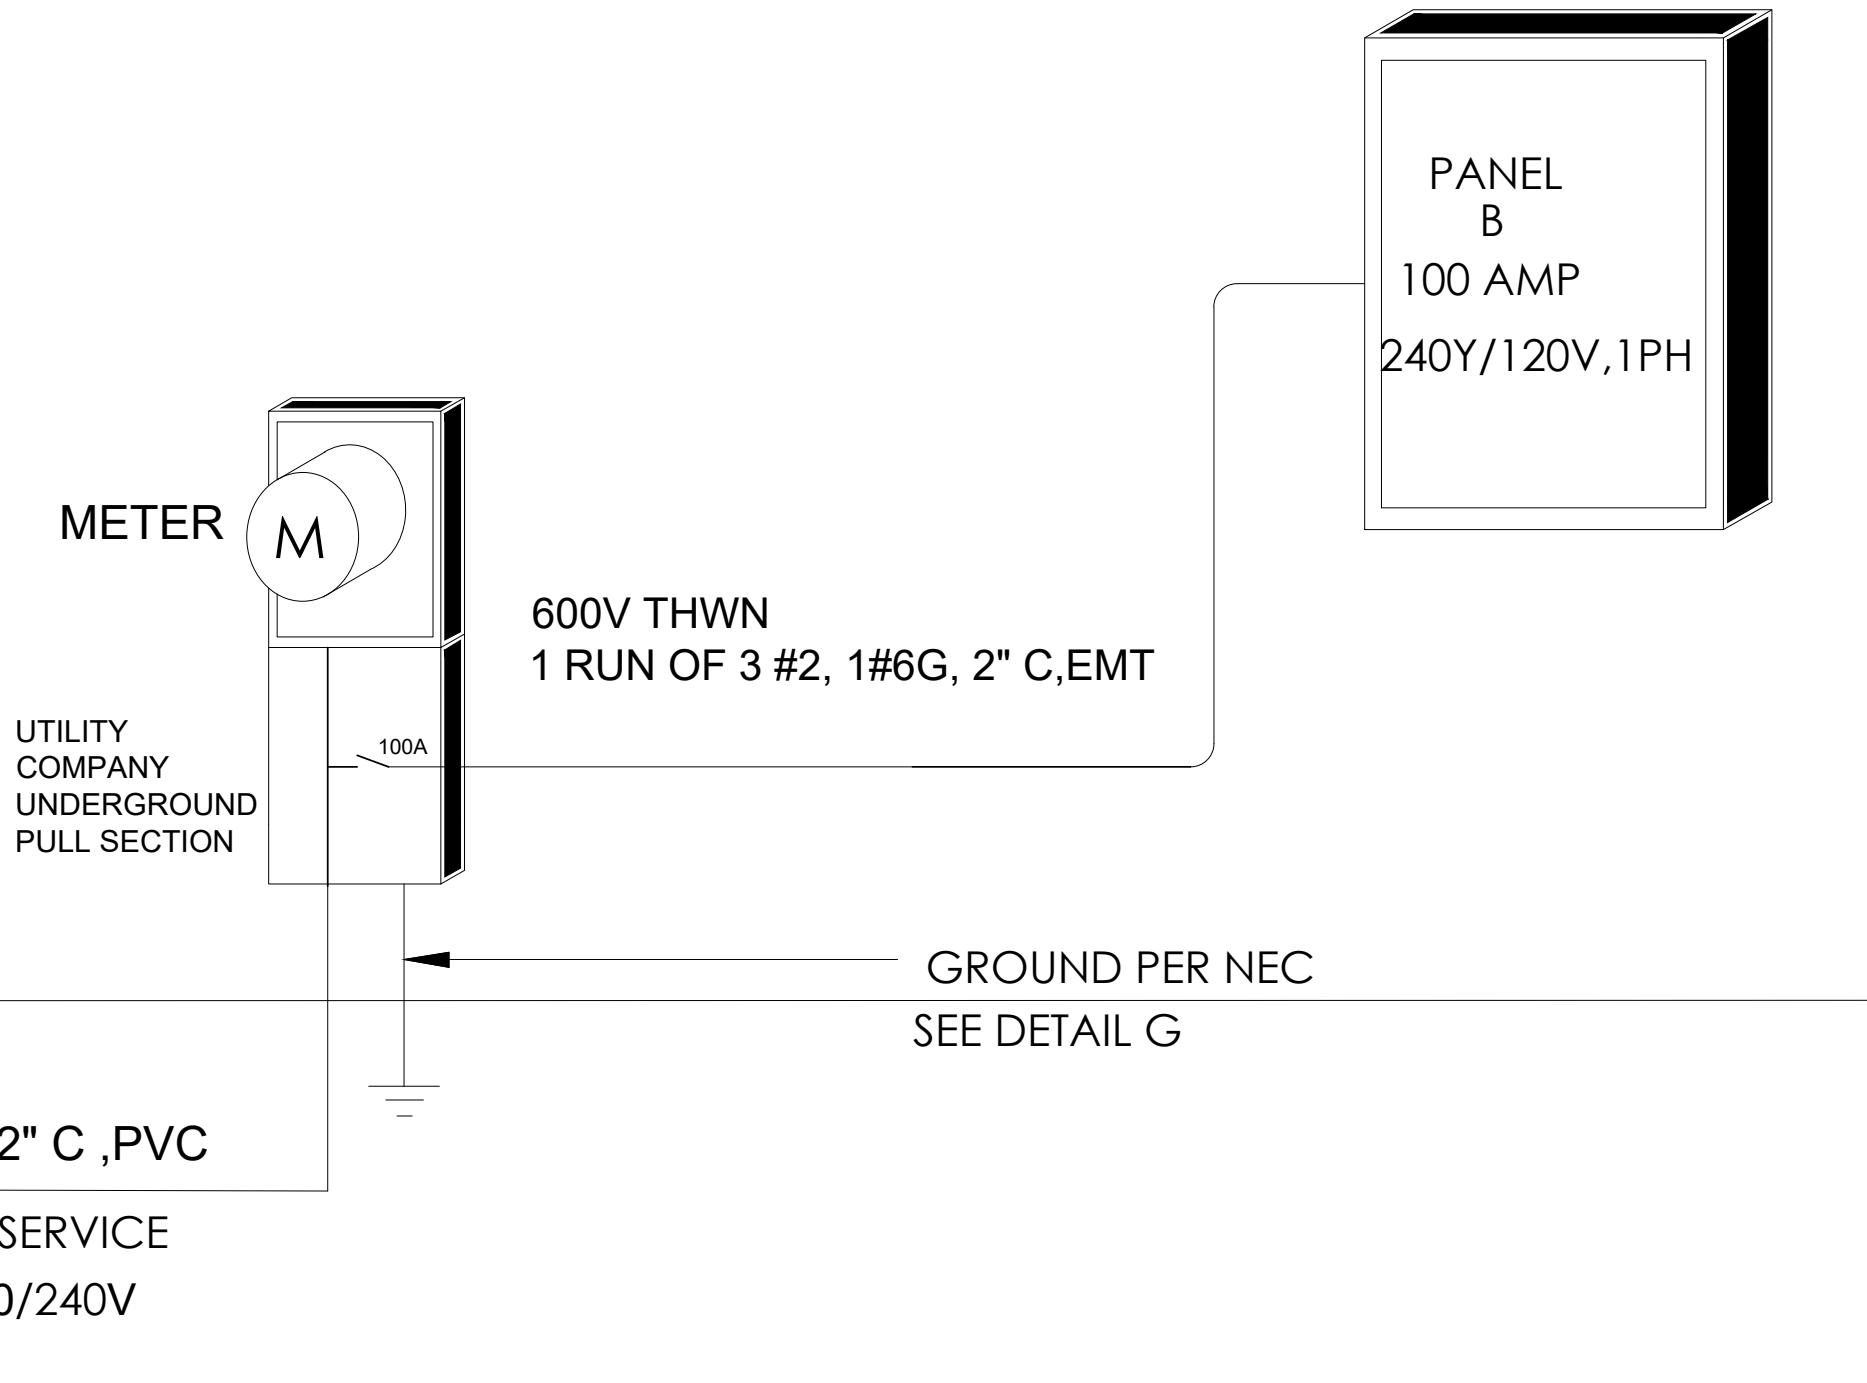 PANEL
B
100 AMP
240Y/120V,1PH
METER
M
600V THWN
1 RUN OF 3 #2, 1#6G, 2" C,EMT
UTILITY
COMPANY
UNDERGROUND
PULL SECTION
100A
GROUND PER NEC
SEE DETAIL G
2" C ,PVC
SERVICE
0/240V